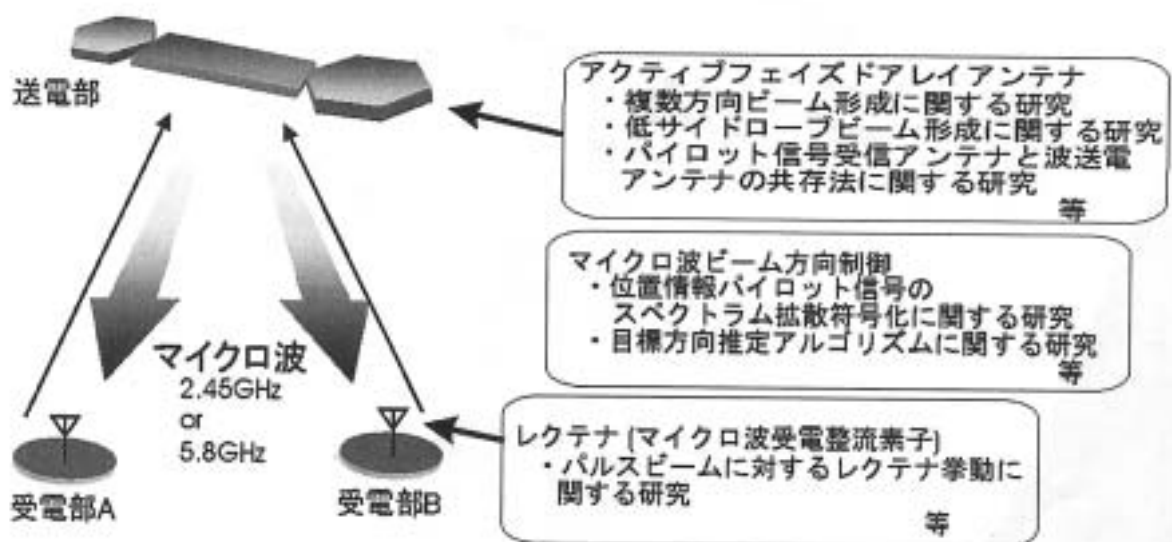 送電部
アクティブフェイズドアレイアンテナ
・複数方向ビーム形成に関する研究
・低サイドローブビーム形成に関する研究
・パイロット信号受信アンテナと波送電
アンテナの共存法に関する研究
等
マイクロ波ビーム方向制御
・位置情報パイロット信号の
スペクトラム拡散符号化に関する研究
・目標方向推定アルゴリズムに関する研究
等
マイクロ波
2.45GHz
or
5.8GHz
レクテナ (マイクロ波受電整流素子)
・パルスビームに対するレクテナ挙動に
関する研究
等
受電部A
受電部B